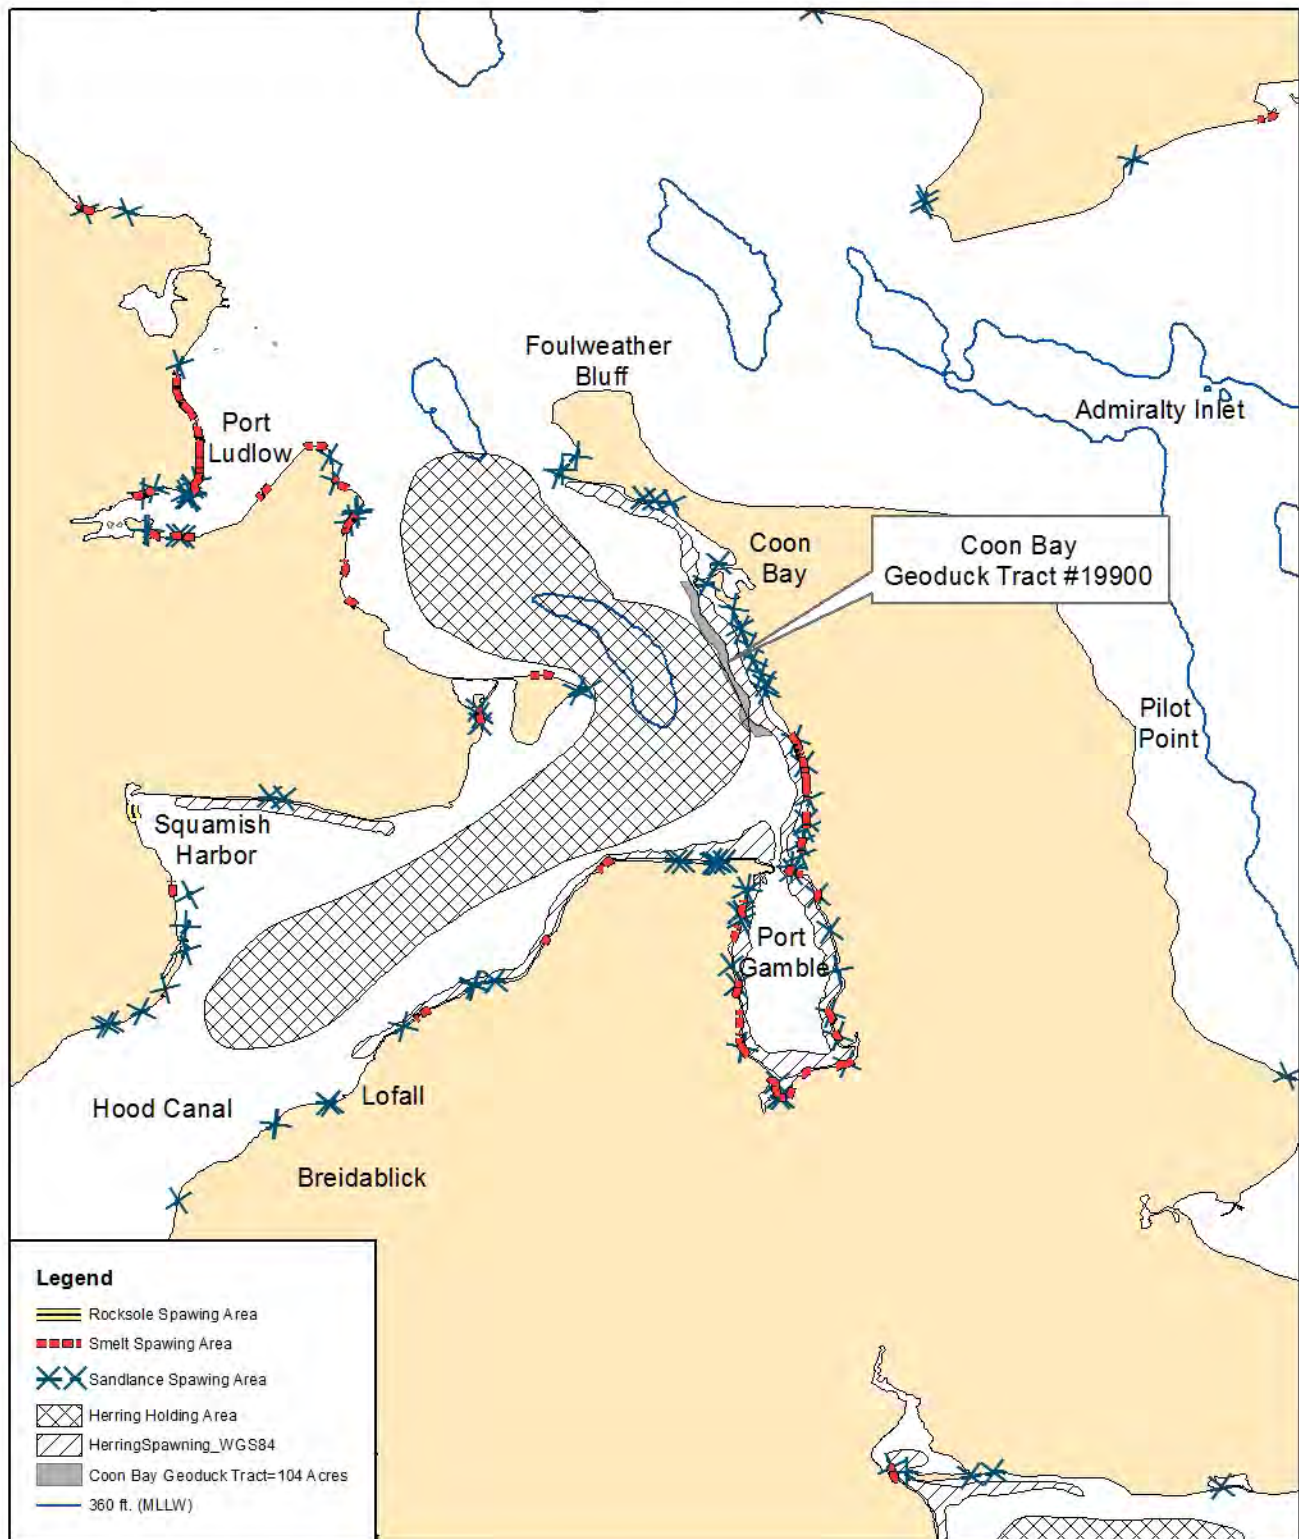 Foulweather
Bluff
Admiralty Inlet
Port
Ludlow
Coon
Bay
Coon Bay
Geoduck Tract #19900
Pilot
Point
Squamish
Harbor
Port
Gamble
Hood Canal
Lofall
Breidablick
Legend
Rocksole Spawing Area
Smelt Spawing Area
Sandlance Spawing Area
Herring Holding Area
HerringSpawning_WGS84
Coon Bay Geoduck Tract=104 Acres
360 ft. (MLLW)